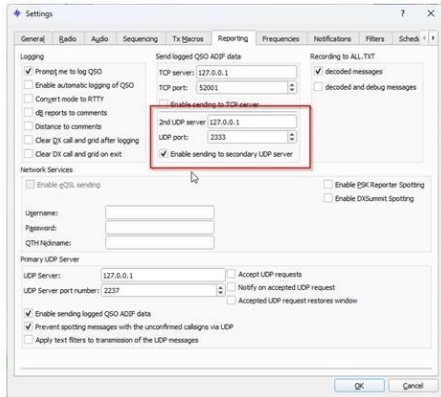 Settings
General Radio Audio Sequencing Tx Macros Reporting Frequencies Notifications Filters Schedu
Logging
Prompt me to log QSO
Enable automatic logging of QSO
Convert mode to RTTY
dB reports to comments
Distance to comments
Clear DX call and grid after logging
Clear DX call and grid on exit
Send logged QSO ADIF data
TCP server: 127.0.0.1
TCP port: 52001
Enable sending to TCP server
2nd UDP server 127.0.0.1
UDP port: 2333
Enable sending to secondary UDP server
Recording to ALL.TXT
decoded messages
decoded and debug messages
Network Services
Enable eQSL sending
Username:
Password:
QTH Nickname:
Enable PSK Reporter Spotting
Enable DXSummit Spotting
Primary UDP Server
UDP Server: 127.0.0.1
UDP Server port number: 2237
Accept UDP requests
Notify on accepted UDP request
Accepted UDP request restores window
Enable sending logged QSO ADIF data
Prevent spotting messages with the unconfirmed callsigns via UDP
Apply text filters to transmission of the UDP messages
OK Cancel